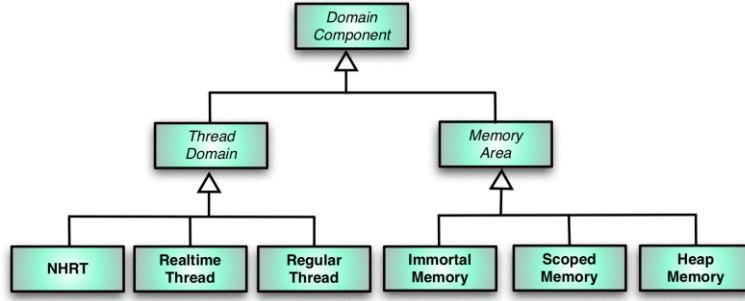 Domain
Component
Thread
Domain
Memory
Area
NHRT
Realtime
Thread
Regular
Thread
Immortal
Memory
Scoped
Memory
Heap
Memory